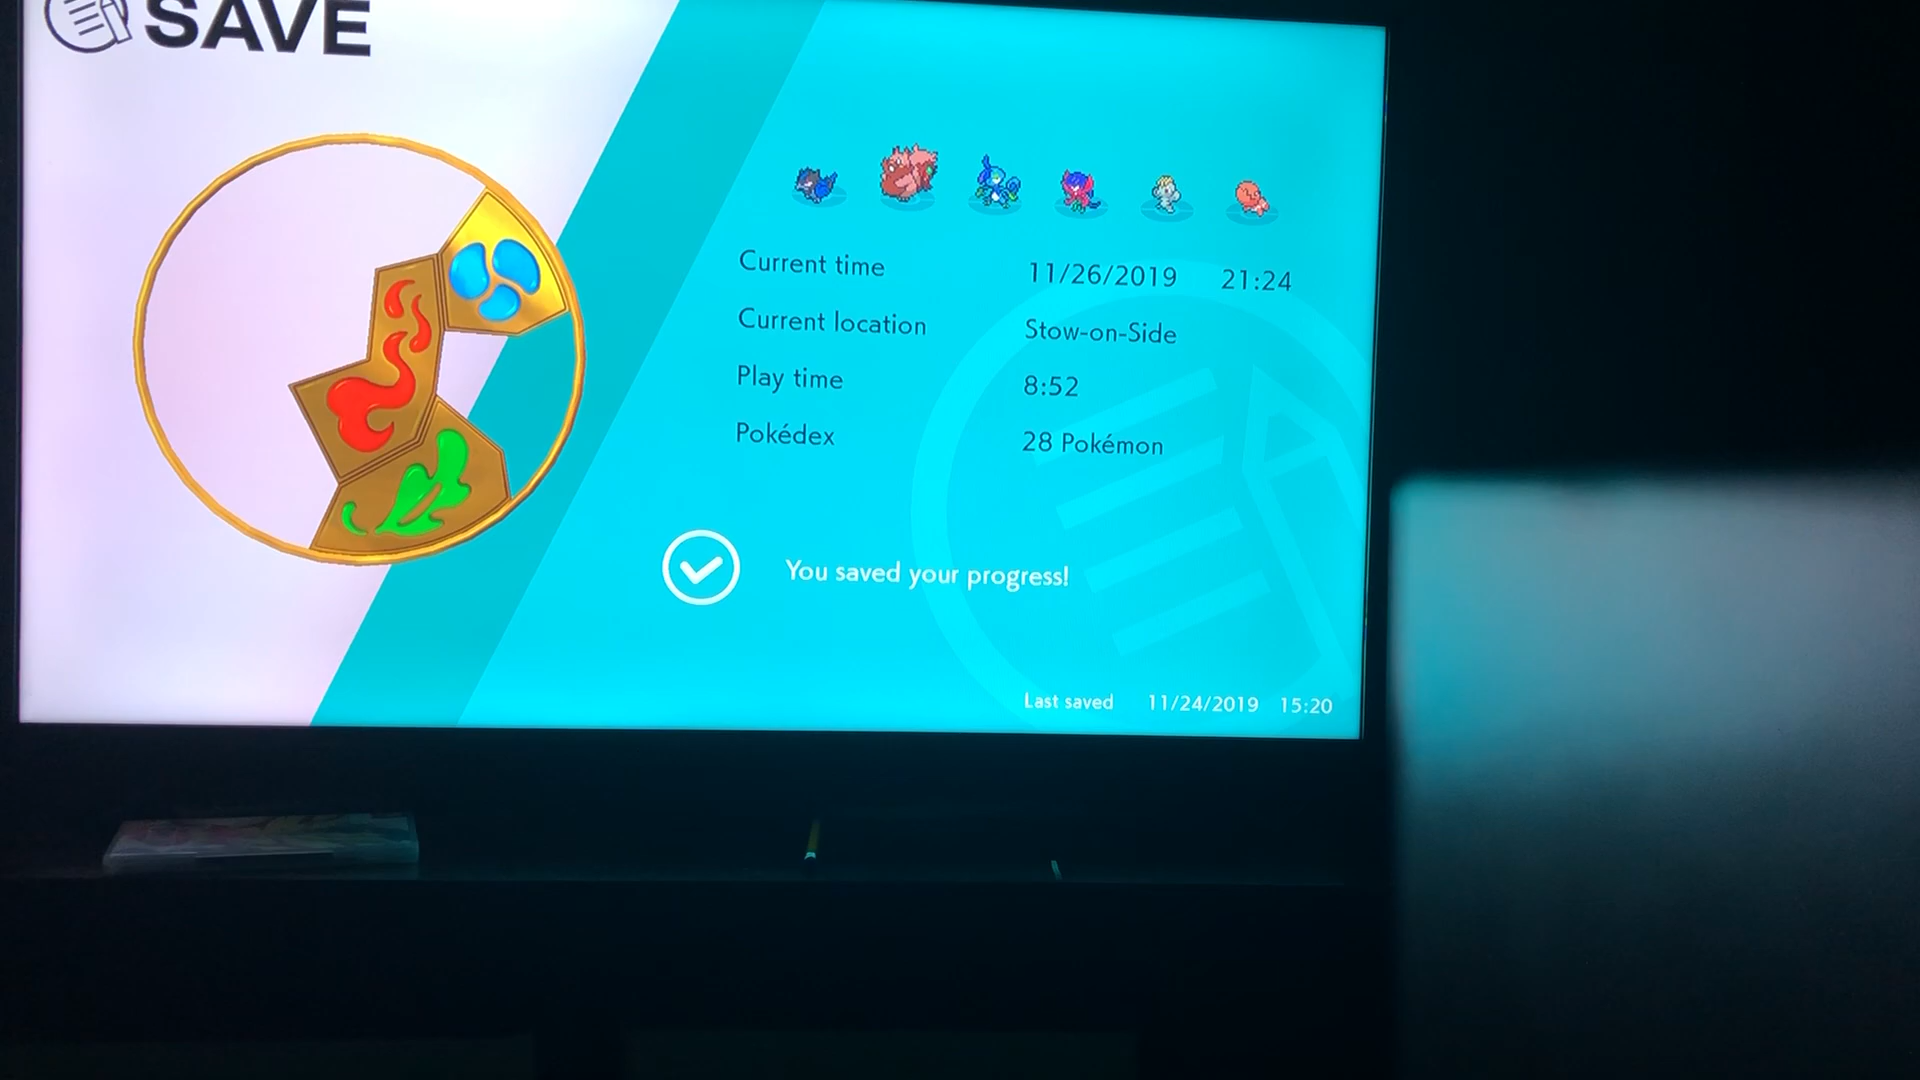 SAVE
Current time 11/26/2019 21:24
Current location Stow-on-Side
Play time 8:52
Pokédex 28 Pokémon
You saved your progress!
Last saved 11/24/2019 15:20